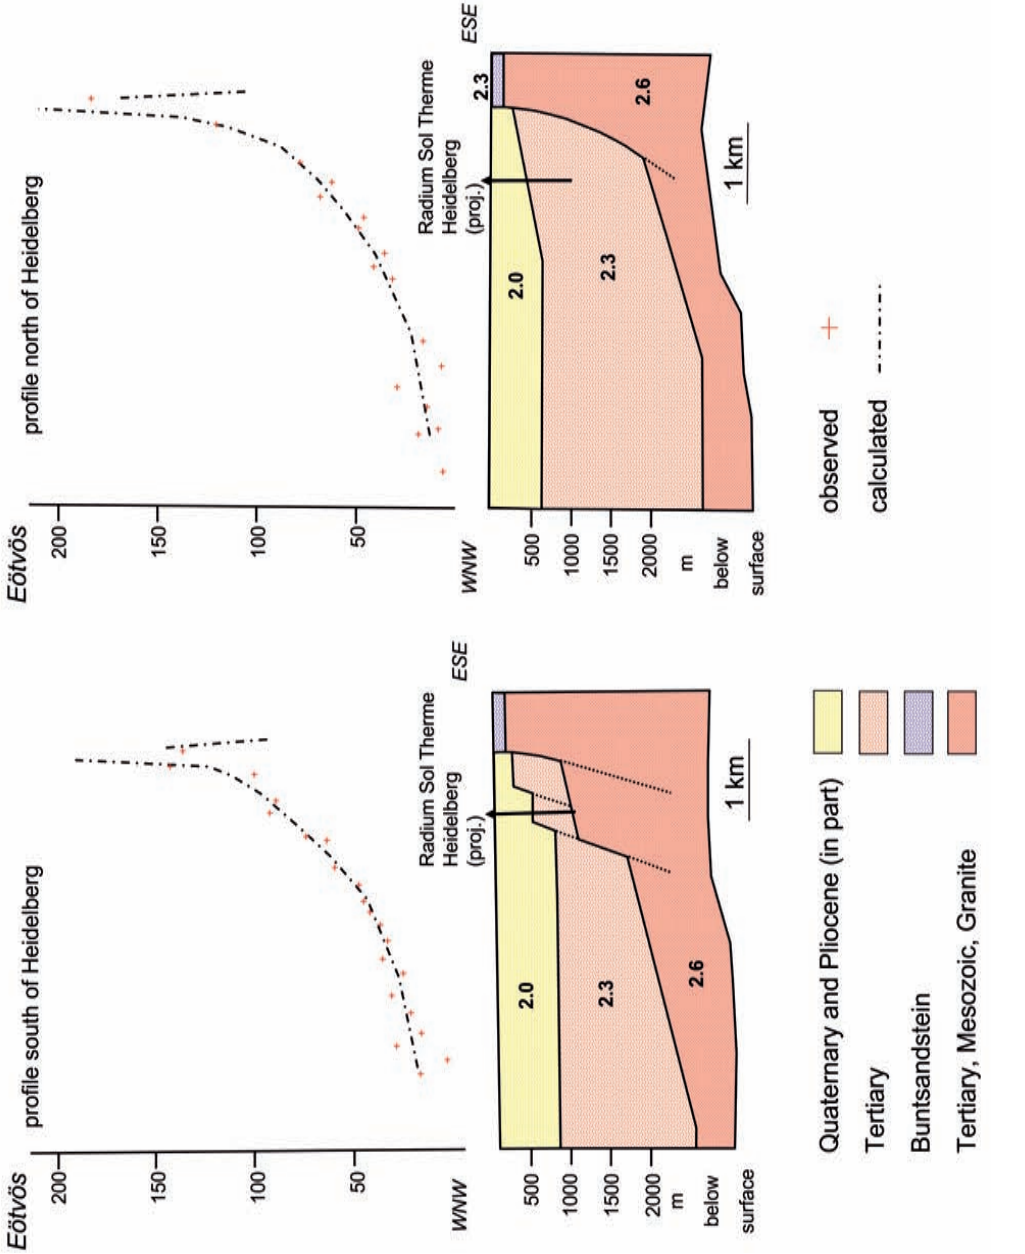 profile south of Heidelberg
Eötvös
200
150
100
50
WNW
ESE
Radium Sol Therme
Heidelberg
(proj.)
2.0
2.3
2.6
500
1000
1500
2000
m
below
surface
1 km
profile north of Heidelberg
Eötvös
200
150
100
50
WNW
ESE
Radium Sol Therme
Heidelberg
(proj.)
2.3
2.0
2.3
2.6
500
1000
1500
2000
m
below
surface
1 km
Quaternary and Pliocene (in part)
Tertiary
Buntsandstein
Tertiary, Mesozoic, Granite
observed
calculated